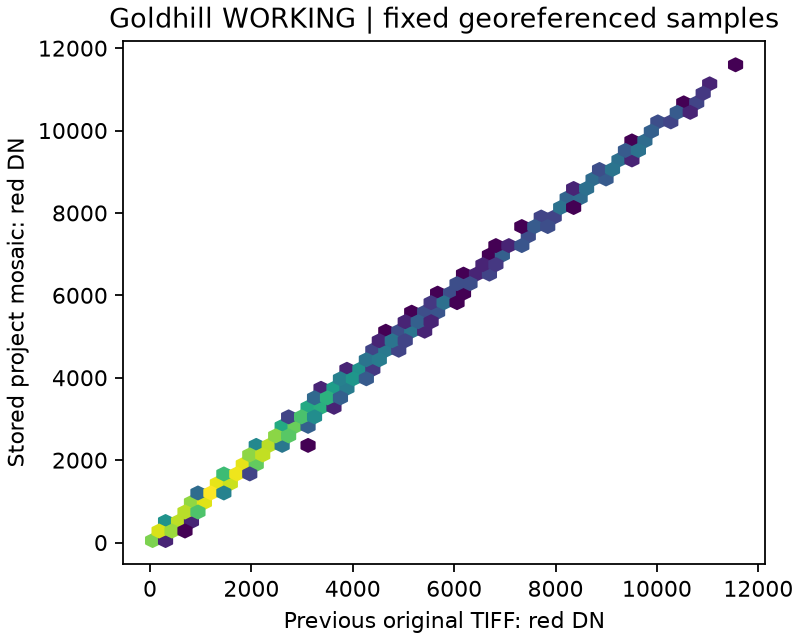 Goldhill WORKING | fixed georeferenced samples
12000
10000
8000
6000
4000
2000
0
Stored project mosaic: red DN
0 2000 4000 6000 8000 10000 12000
Previous original TIFF: red DN